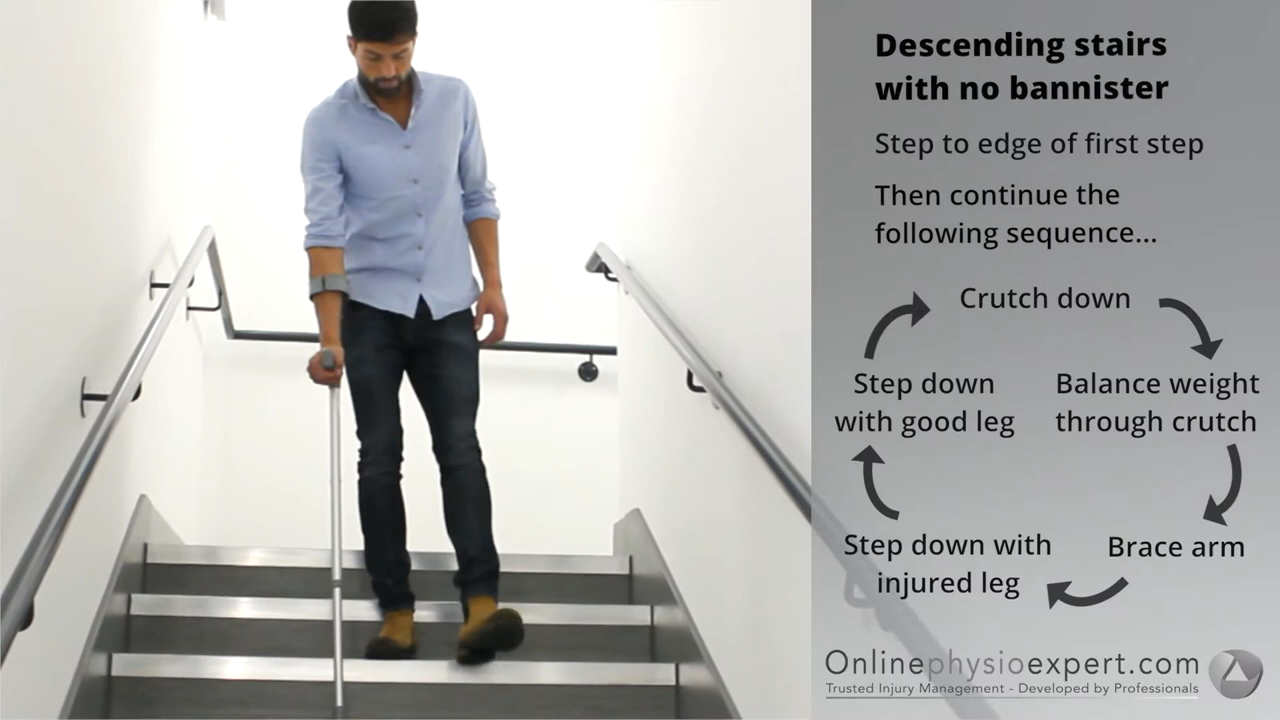 Descending stairs
with no bannister
Step to edge of first step
Then continue the
following sequence...
Crutch down
Balance weight
through crutch
Brace arm
Step down with
injured leg
Step down
with good leg
Onlinephysioexpert.com
Trusted Injury Management - Developed by Professionals